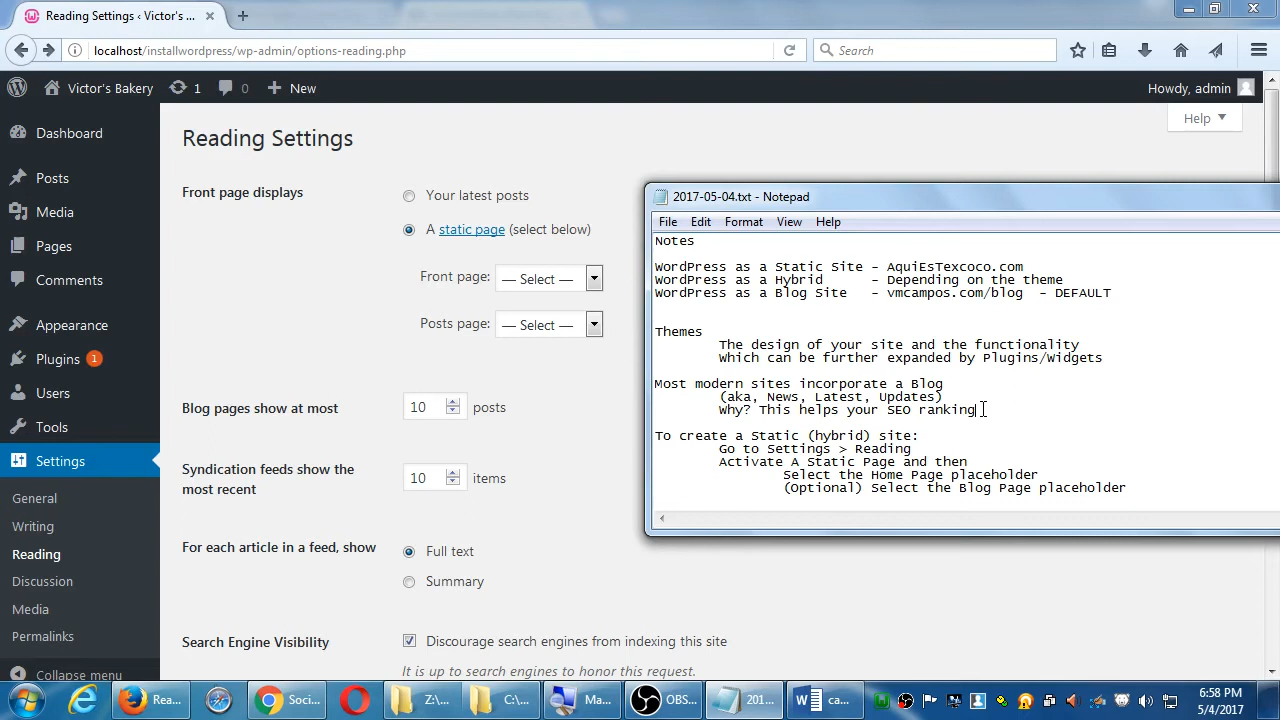 Reading Settings ‹ Victor's ...
localhost/installwordpress/wp-admin/options-reading.php
Search
Victor's Bakery
1
0
New
Howdy, admin
Dashboard
Posts
Media
Pages
Comments
Appearance
Plugins 1
Users
Tools
Settings
General
Writing
Reading
Discussion
Media
Permalinks
Collapse menu
Help
Reading Settings
Front page displays
Your latest posts
A static page (select below)
Front page: — Select —
Posts page: — Select —
Blog pages show at most 10 posts
Syndication feeds show the most recent 10 items
For each article in a feed, show
Full text
Summary
Search Engine Visibility
Discourage search engines from indexing this site
It is up to search engines to honor this request.
2017-05-04.txt - Notepad
File Edit Format View Help
Notes
WordPress as a Static Site - AquiEsTexcoco.com
WordPress as a Hybrid - Depending on the theme
WordPress as a Blog Site - vmcampos.com/blog - DEFAULT
Themes
The design of your site and the functionality
Which can be further expanded by Plugins/Widgets
Most modern sites incorporate a Blog
(aka, News, Latest, Updates)
Why? This helps your SEO ranking
To create a Static (hybrid) site:
Go to Settings > Reading
Activate A Static Page and then
Select the Home Page placeholder
(Optional) Select the Blog Page placeholder
Rea...
Soci...
Z:\...
C:\...
Ma...
OBS...
201...
ca...
6:58 PM
5/4/2017